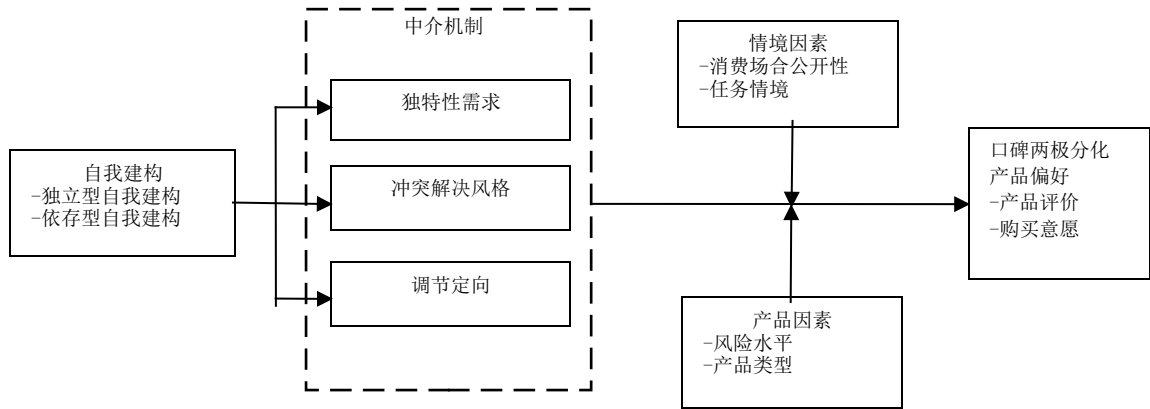 自我建构
-独立型自我建构
-依存型自我建构
中介机制
独特性需求
冲突解决风格
调节定向
情境因素
-消费场合公开性
-任务情境
产品因素
-风险水平
-产品类型
口碑两极分化
产品偏好
-产品评价
-购买意愿